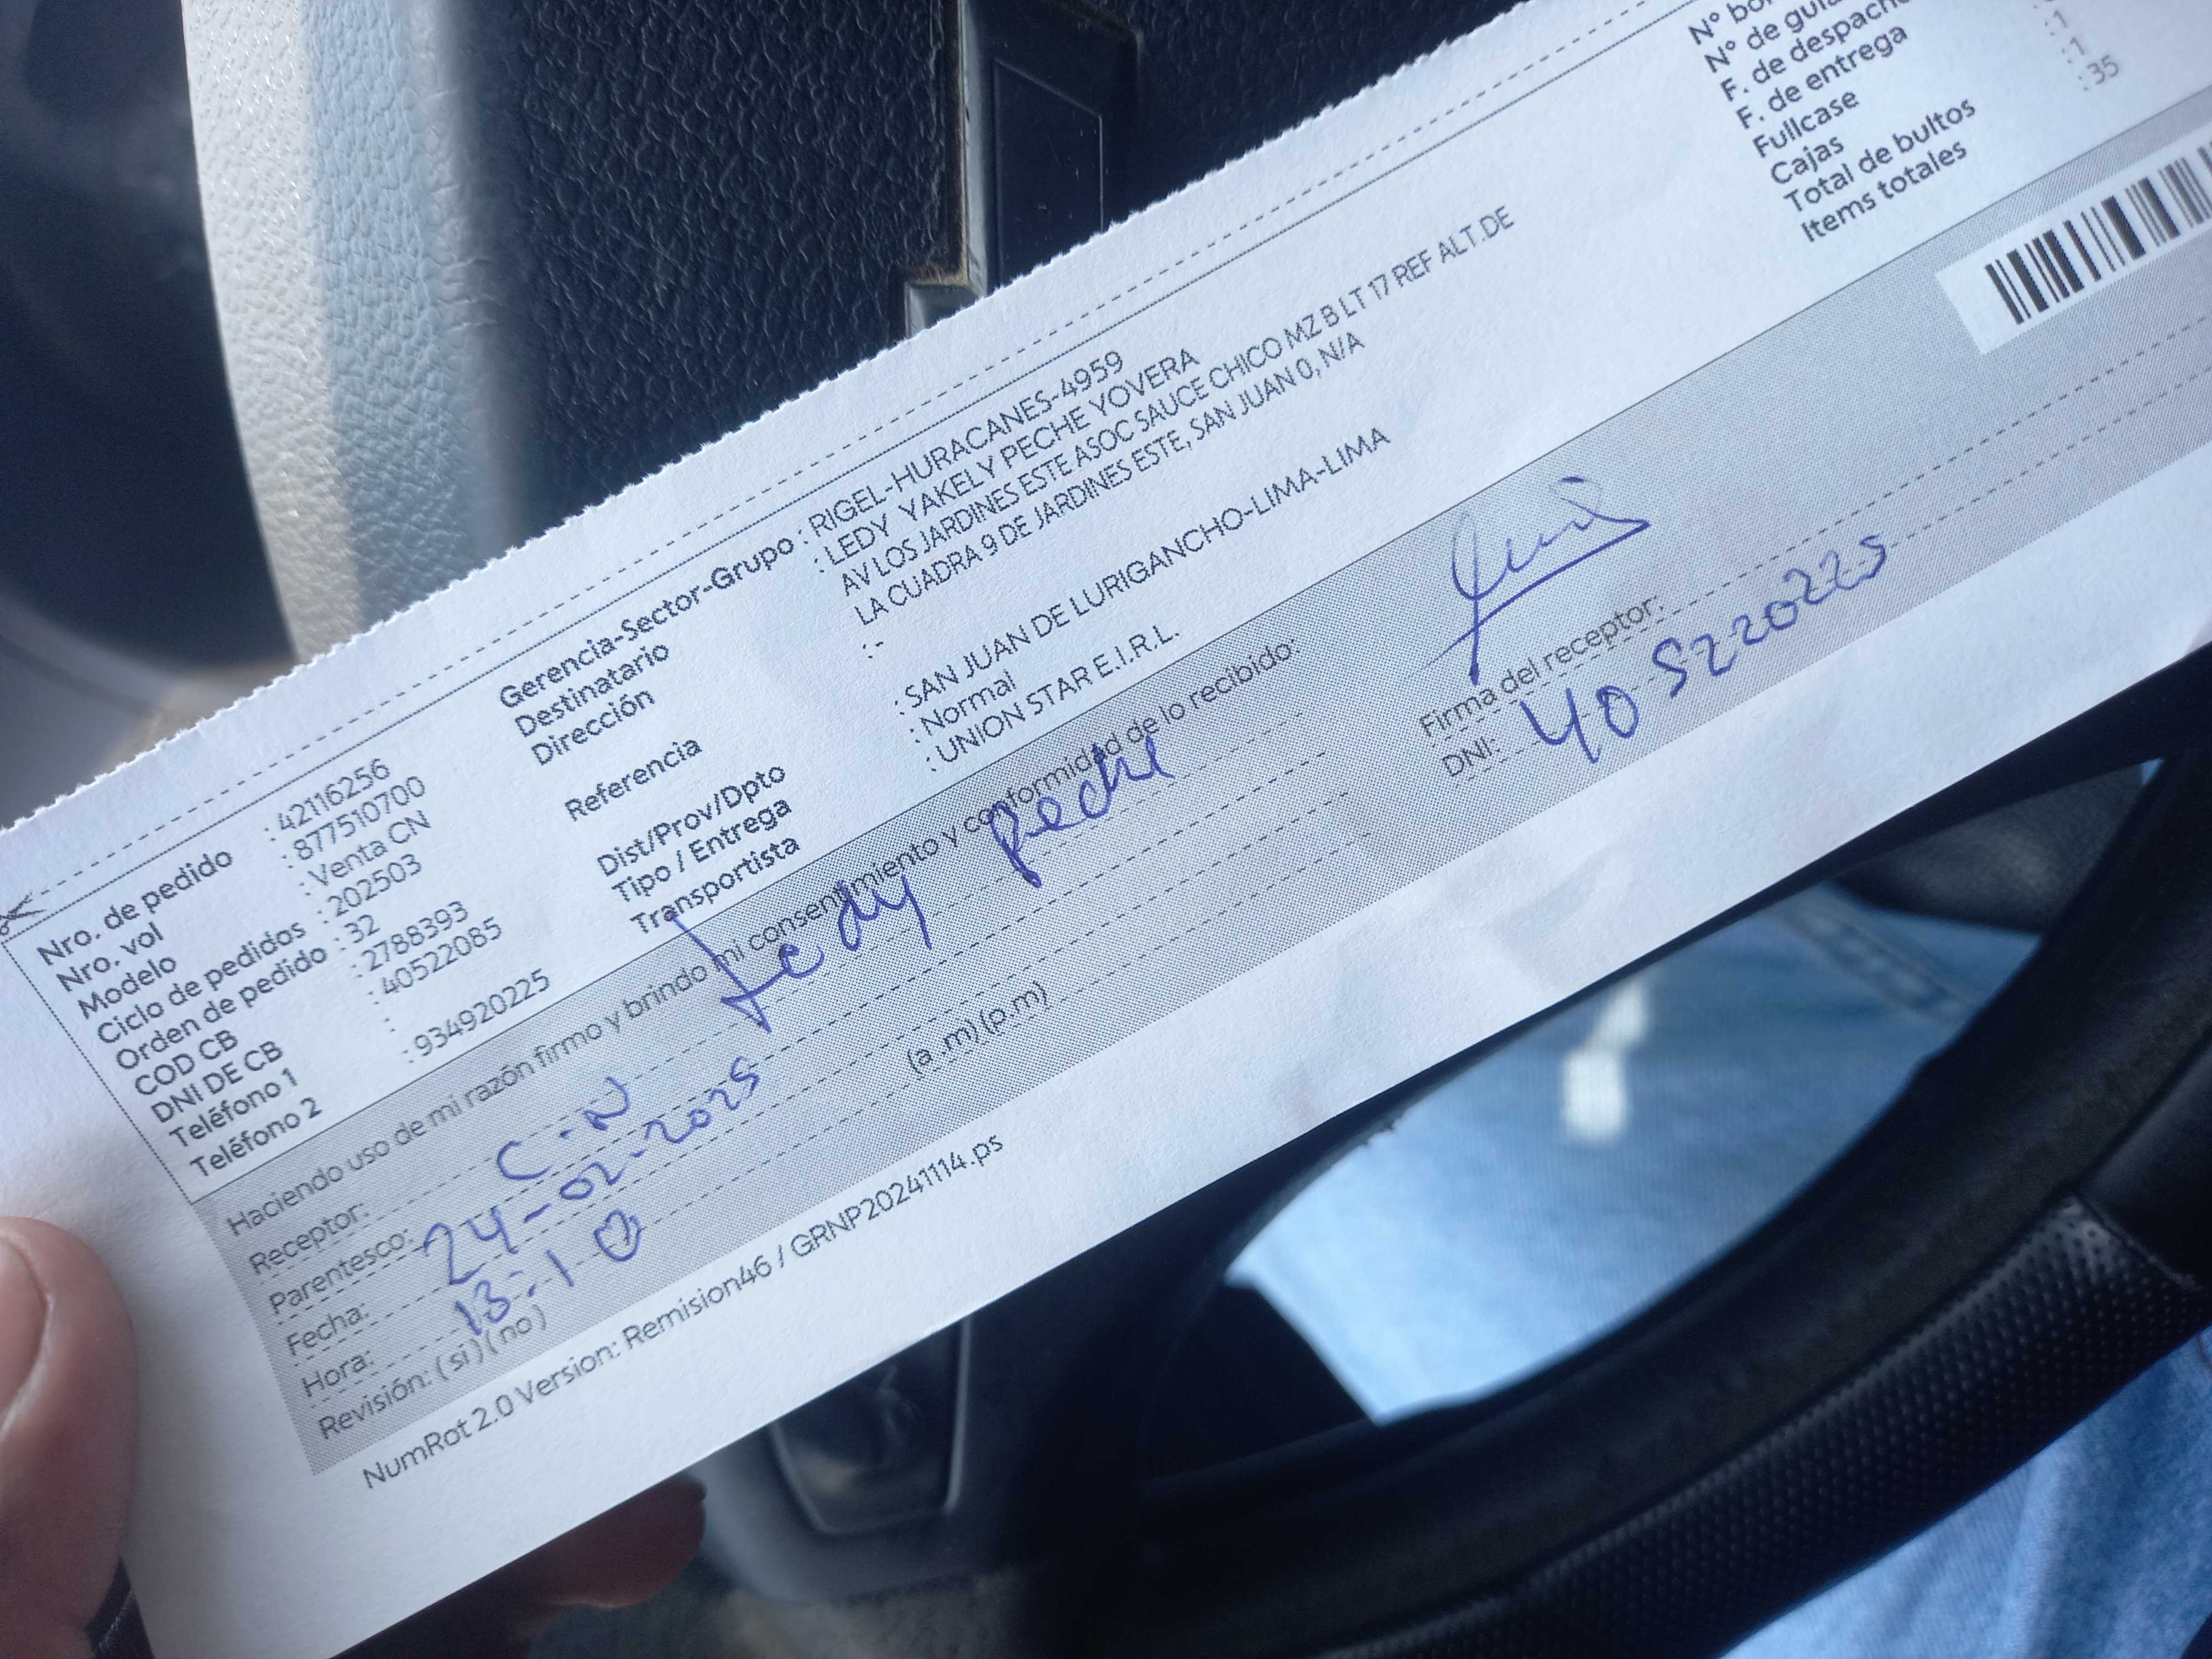 Nro. de pedido : 42116256
Nro. vol : 877510700
Modelo : Venta CN
Ciclo de pedidos : 202503
Orden de pedido : 32
COD CB : 2788393
DNI DE CB : 40522085
Teléfono 1 :
Teléfono 2 : 934920225
Gerencia-Sector-Grupo : RIGEL-HURACANES-4959
Destinatario : LEDY YAKELY PECHE YOVERA
Dirección AV LOS JARDINES ESTE ASOC SAUCE CHICO MZ B LT 17 REF ALT.DE
LA CUADRA 9 DE JARDINES ESTE, SAN JUAN 0, N/A
Referencia : -
Dist/Prov/Dpto : SAN JUAN DE LURIGANCHO-LIMA-LIMA
Tipo / Entrega : Normal
Transportista : UNION STAR E.I.R.L.
N° de guía
F. de despacho
F. de entrega
Fullcase
Cajas : 1
Total de bultos : 1
Items totales : 35
Haciendo uso de mi razón firmo y brindo mi consentimiento y conformidad de lo recibido:
Receptor: Ledy Peche
Parentesco: C.N
Fecha: 24-02-2025
Hora: 13:10 (a.m) (p.m)
Revisión: (si) (no)
Firma del receptor:
DNI:
NumRot 2.0 Version: Remision46 / GRNP20241114.ps